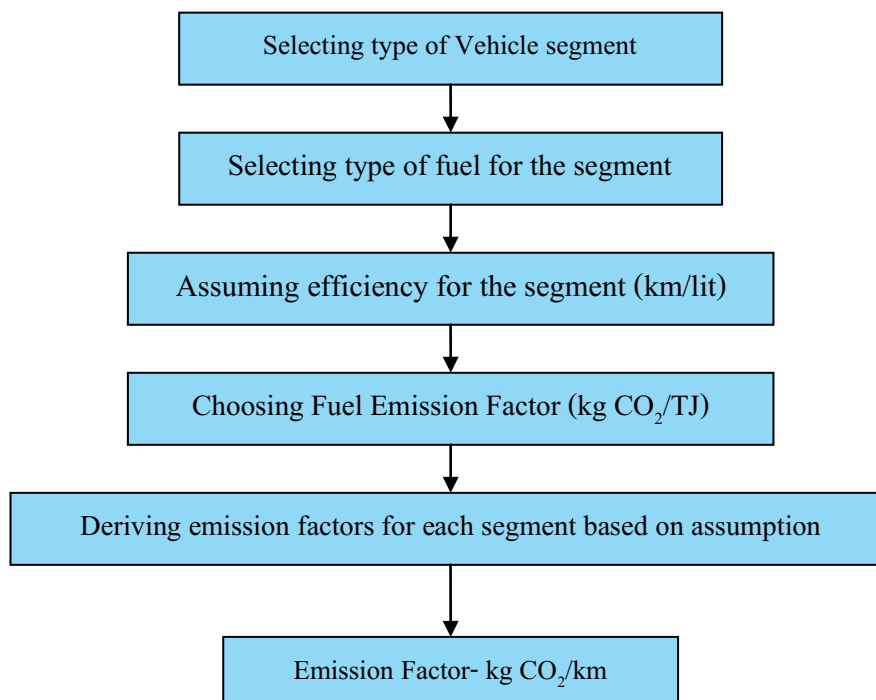 Selecting type of Vehicle segment
Selecting type of fuel for the segment
Assuming efficiency for the segment (km/lit)
Choosing Fuel Emission Factor (kg CO₂/TJ)
Deriving emission factors for each segment based on assumption
Emission Factor- kg CO₂/km